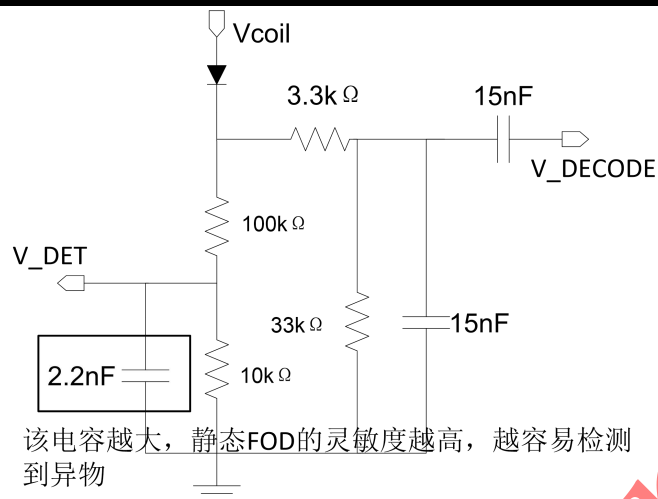 Vcoil
3.3kΩ
15nF
V_DECODE
100kΩ
V_DET
33kΩ
15nF
2.2nF
10kΩ
该电容越大，静态FOD的灵敏度越高，越容易检测
到异物